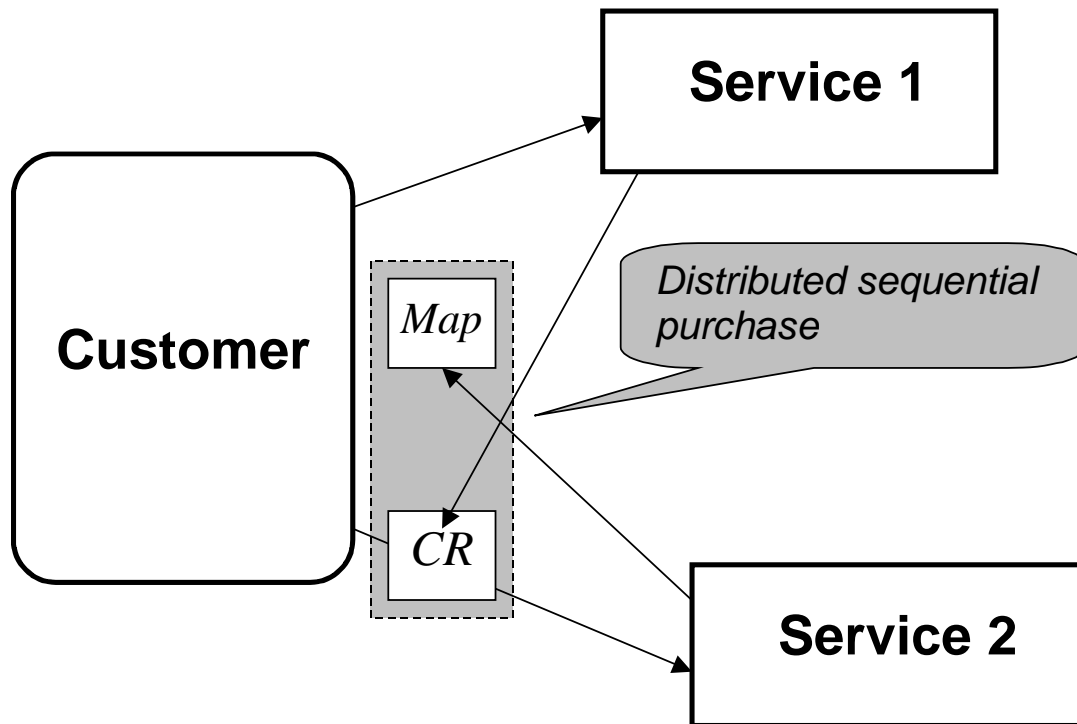 Service 1
Distributed sequential
purchase
Map
Customer
CR
Service 2